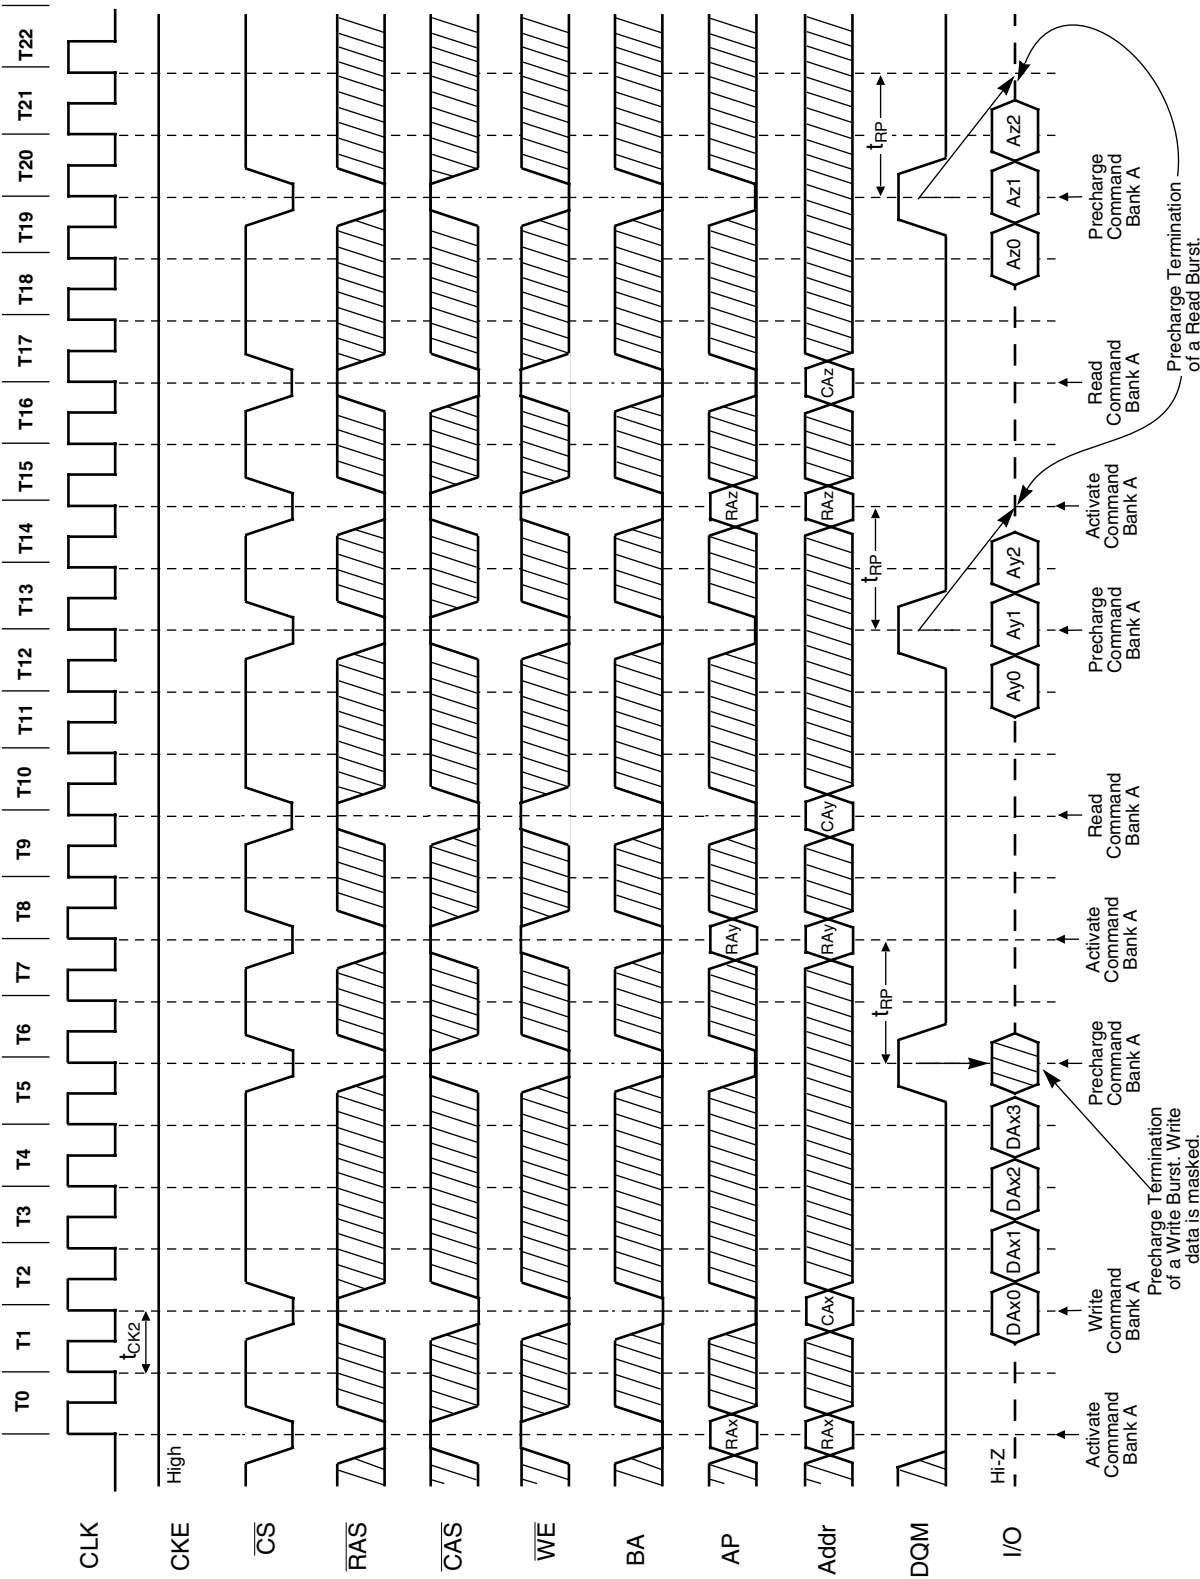 T0 T1 T2 T3 T4 T5 T6 T7 T8 T9 T10 T11 T12 T13 T14 T15 T16 T17 T18 T19 T20 T21 T22
CLK
tCK2
CKE
High
CS
RAS
CAS
WE
BA
AP
RAx RAy RAz
Addr
RAx CAx RAy CAy RAz CAz
tRP tRP tRP
DQM
I/O
Hi-Z
DAx0 DAx1 DAx2 DAx3 Ay0 Ay1 Ay2 Az0 Az1 Az2
Activate
Command
Bank A
Write
Command
Bank A
Precharge
Command
Bank A
Activate
Command
Bank A
Read
Command
Bank A
Precharge
Command
Bank A
Activate
Command
Bank A
Read
Command
Bank A
Precharge
Command
Bank A
Precharge Termination
of a Write Burst. Write
data is masked.
Precharge Termination
of a Read Burst.